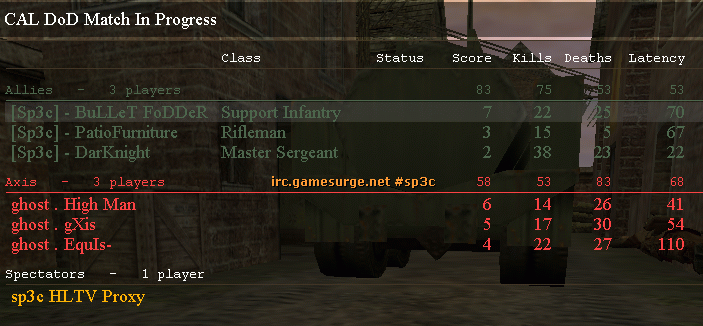 CAL DoD Match In Progress
Class Status Score Kills Deaths Latency
Allies - 3 players 83 75 53 53
[Sp3c] - BuLLeT FoDDeR Support Infantry 7 22 25 70
[Sp3c] - PatioFurniture Rifleman 3 15 5 67
[Sp3c] - DarKnight Master Sergeant 2 38 23 22
Axis - 3 players irc.gamesurge.net #sp3c 58 53 83 68
ghost . High Man 6 14 26 41
ghost . gXis 5 17 30 54
ghost . EquIs- 4 22 27 110
Spectators - 1 player
sp3c HLTV Proxy